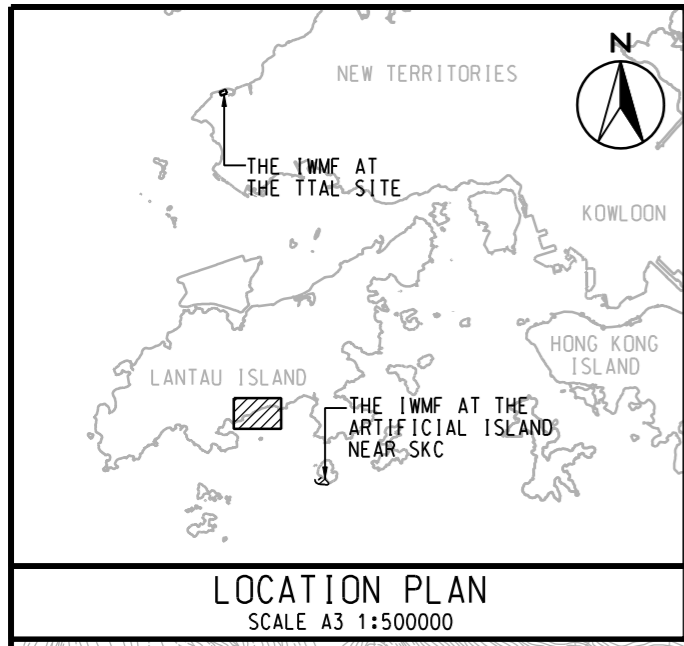 N
NEW TERRITORIES
THE IWMF AT
THE TTAL SITE
KOWLOON
HONG KONG
ISLAND
LANTAU ISLAND
THE IWMF AT THE
ARTIFICIAL ISLAND
NEAR SKC
LOCATION PLAN
SCALE A3 1:500000